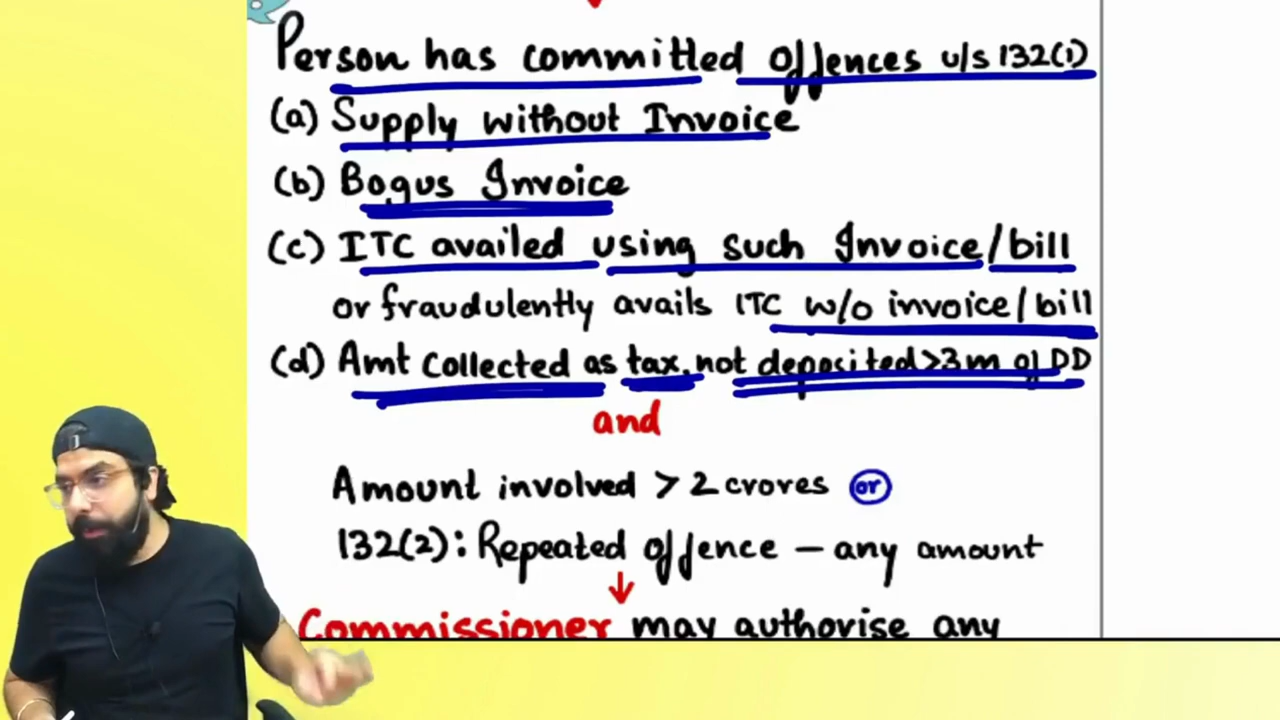 Person has committed offences u/s 132(1)
(a) Supply without Invoice
(b) Bogus Invoice
(c) ITC availed using such Invoice/bill
or fraudulently avails ITC w/o invoice/bill
(d) Amt collected as tax, not deposited >3m of DD
and
Amount involved > 2 crores or
132(2): Repeated offence – any amount
Commissioner may authorise any